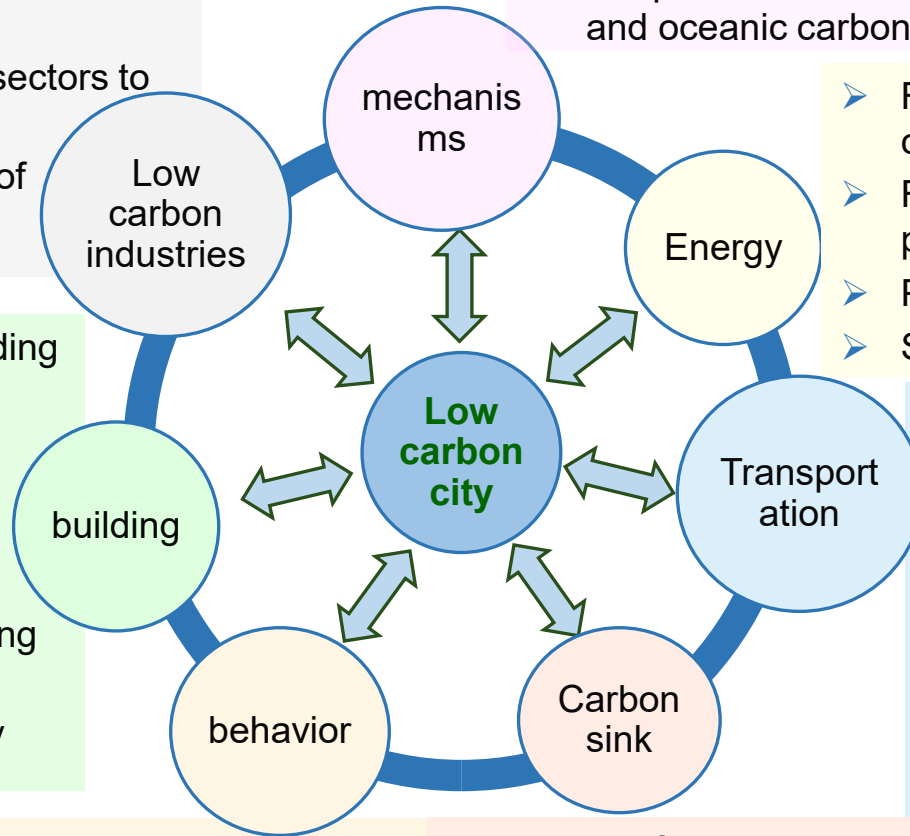 and oceanic carbon
sectors to
of
mechanis
ms
Low
carbon
industries
Energy
ding
Low
carbon
city
Transport
ation
building
ng
Carbon
sink
behavior